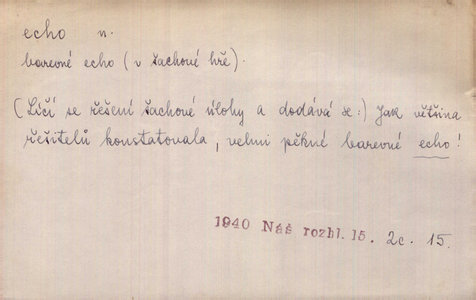 echo n.
barevné echo (v šachové hře).
(Líčí se řešení šachové úlohy a dodává se:) Jak většina
řešitelů konstatovala, velmi pěkné barevné echo!
1940 Náš rozhl. 15. 2c. 15.